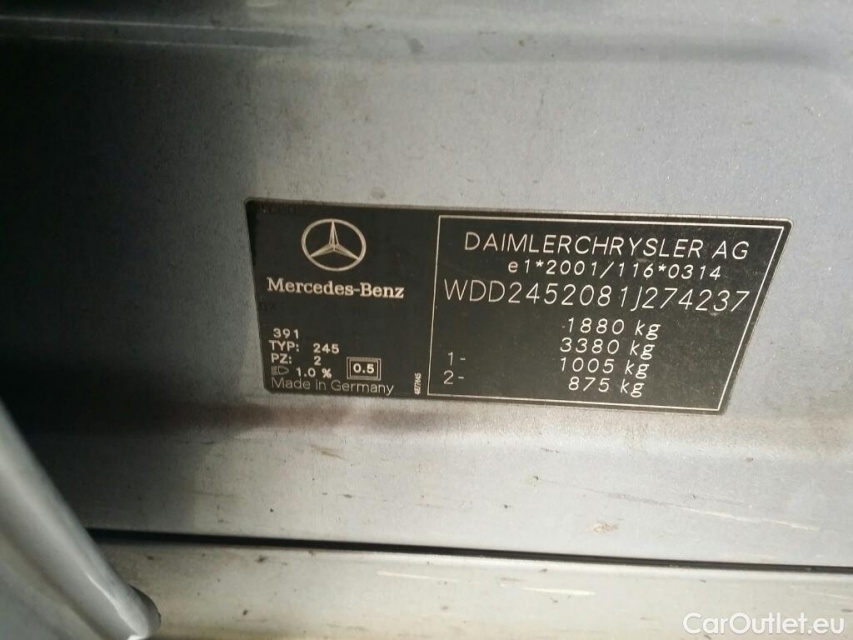 Mercedes-Benz
391
TYP: 245
PZ: 2
1.0 % 0.5
Made in Germany
DAIMLERCHRYSLER AG
e1*2001/116*0314
WDD2452081J274237
1880 kg
3380 kg
1- 1005 kg
2- 875 kg
CarOutlet.eu